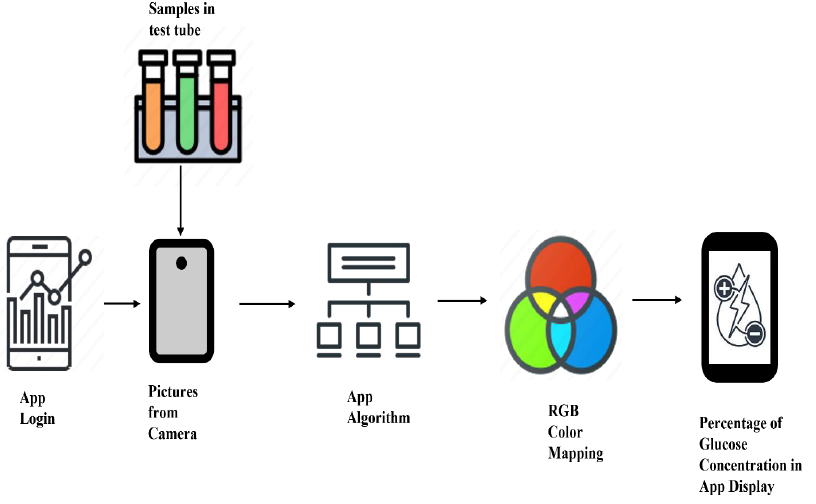 Samples in
test tube
App
Login
Pictures
from
Camera
App
Algorithm
RGB
Color
Mapping
Percentage of
Glucose
Concentration in
App Display